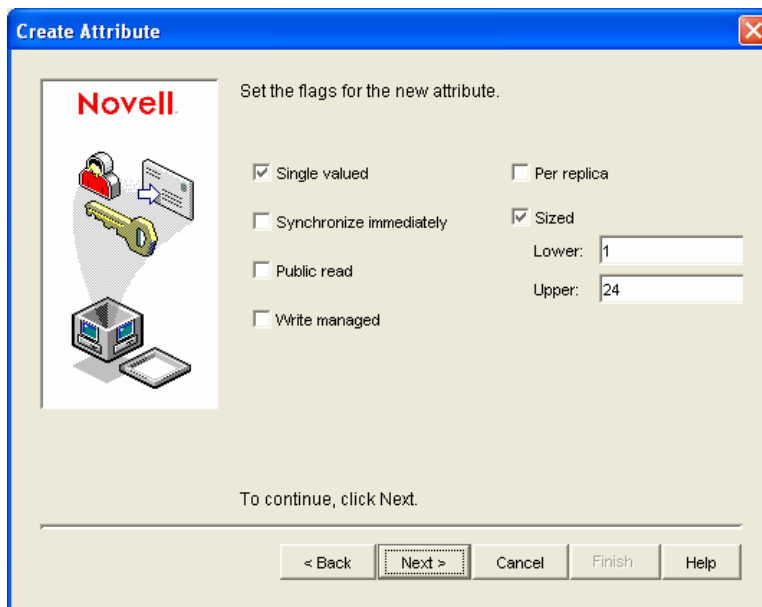 Create Attribute
Novell.
Set the flags for the new attribute.
Single valued
Per replica
Synchronize immediately
Sized
Lower: 1
Public read
Upper: 24
Write managed
To continue, click Next.
< Back
Next >
Cancel
Finish
Help